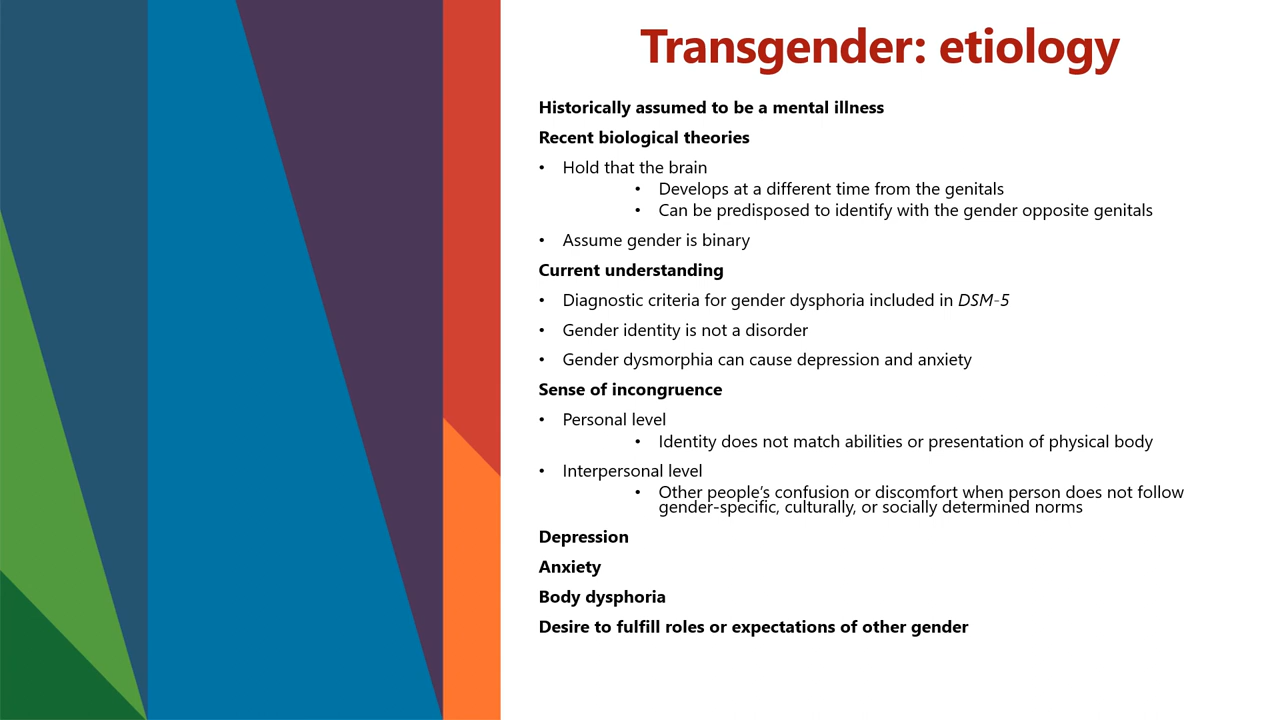 Transgender: etiology
Historically assumed to be a mental illness
Recent biological theories
• Hold that the brain
• Develops at a different time from the genitals
• Can be predisposed to identify with the gender opposite genitals
• Assume gender is binary
Current understanding
• Diagnostic criteria for gender dysphoria included in DSM-5
• Gender identity is not a disorder
• Gender dysmorphia can cause depression and anxiety
Sense of incongruence
• Personal level
• Identity does not match abilities or presentation of physical body
• Interpersonal level
• Other people’s confusion or discomfort when person does not follow
gender-specific, culturally, or socially determined norms
Depression
Anxiety
Body dysphoria
Desire to fulfill roles or expectations of other gender